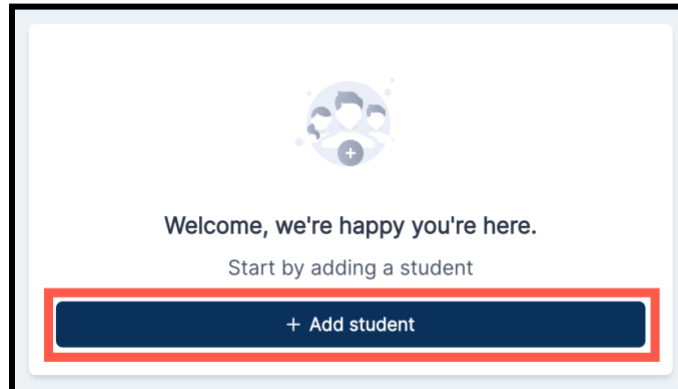 Welcome, we're happy you're here.
Start by adding a student
+ Add student